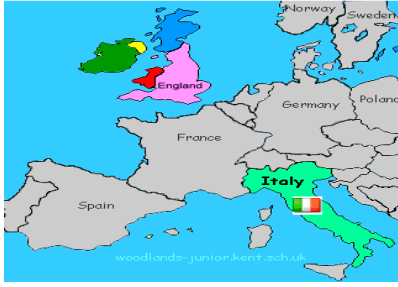 Norway
Sweden
England
Germany
Poland
France
Italy
Spain
woodlands-junior.kent.sch.uk